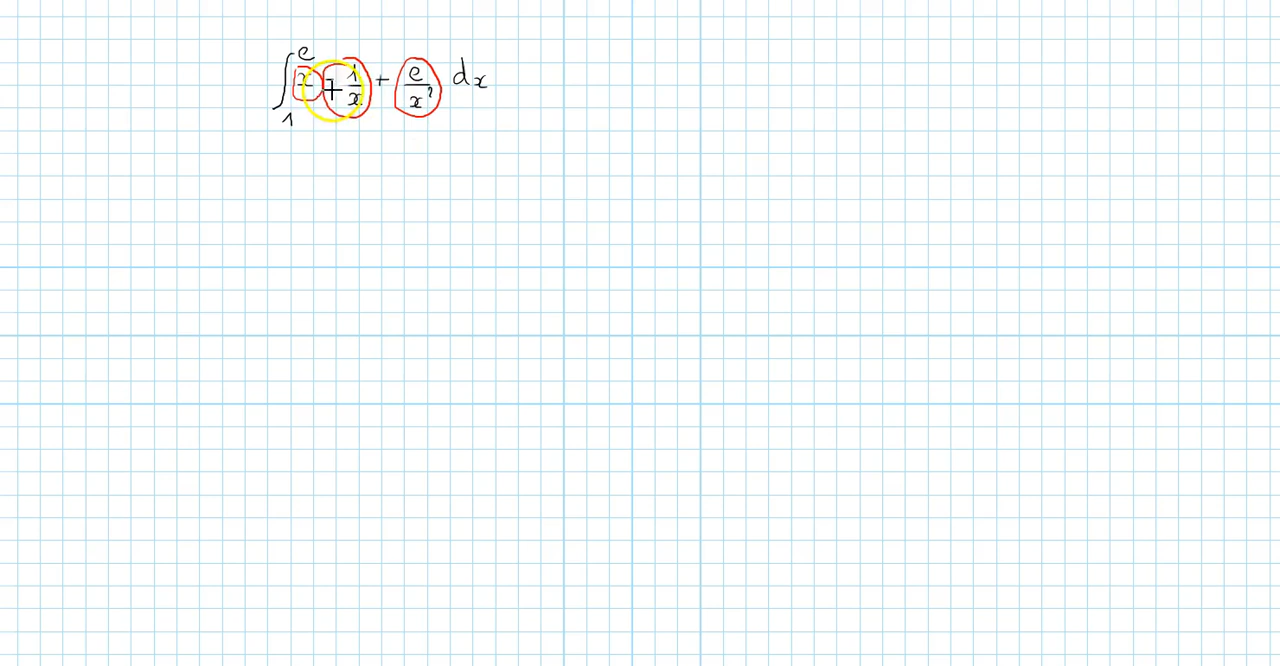 ∫₁ᵉ x + 1/x + e/x² dx